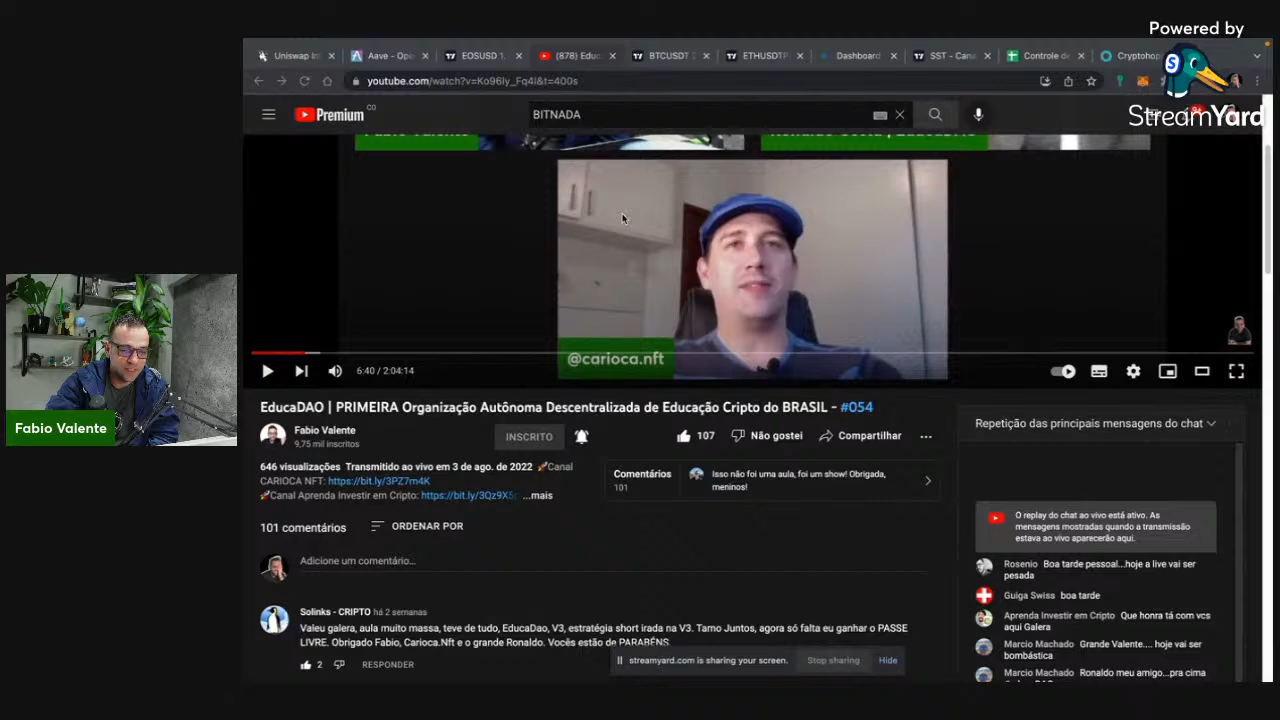 Powered by
StreamYard
Uniswap In
Aave - Ope
EOSUSD 1.
(878) Educ
BTCUSDT
ETHUSDTP
Dashboard
SST - Cana
Controle de
Cryptohop
youtube.com/watch?v=Ko96Iy_Fq4I&t=400s
Premium CO
BITNADA
@carioca.nft
6:40 / 2:04:14
Fabio Valente
EducaDAO | PRIMEIRA Organização Autônoma Descentralizada de Educação Cripto do BRASIL - #054
Fabio Valente
9,75 mil inscritos
INSCRITO
107
Não gostei
Compartilhar
646 visualizações Transmitido ao vivo em 3 de ago. de 2022 🚀Canal
CARIOCA NFT: https://bit.ly/3PZ7m4K
🚀Canal Aprenda Investir em Cripto: https://bit.ly/3Qz9X5
...mais
Comentários
101
Isso não foi uma aula, foi um show! Obrigada,
meninos!
101 comentários
ORDENAR POR
Adicione um comentário...
Solinks - CRIPTO há 2 semanas
Valeu galera, aula muito massa, teve de tudo, EducaDao, V3, estratégia short irada na V3. Tamo Juntos, agora só falta eu ganhar o PASSE
LIVRE. Obrigado Fabio, Carioca.Nft e o grande Ronaldo. Vocês estão de PARABÉNS.
2
RESPONDER
streamyard.com is sharing your screen.
Stop sharing
Hide
Repetição das principais mensagens do chat
O replay do chat ao vivo está ativo. As
mensagens mostradas quando a transmissão
estava ao vivo aparecerão aqui.
Rosenio Boa tarde pessoal...hoje a live vai ser
pesada
Guiga Swiss boa tarde
Aprenda Investir em Cripto Que honra tá com vcs
aqui Galera
Marcio Machado Grande Valente.... hoje vai ser
bombástica
Marcio Machado Ronaldo meu amigo...pra cima